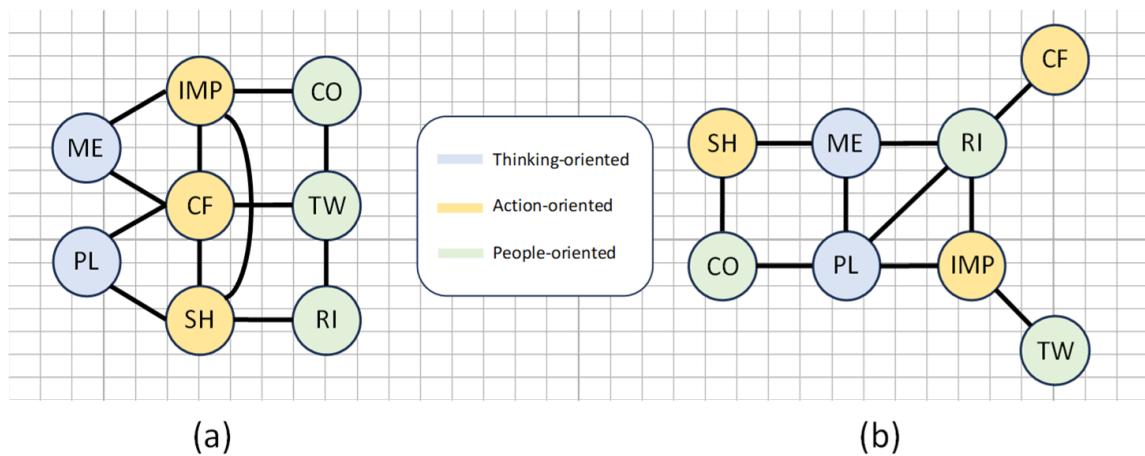 IMP
CO
ME
CF
TW
PL
SH
RI
Thinking-oriented
Action-oriented
People-oriented
CF
SH
ME
RI
CO
PL
IMP
TW
(a)
(b)